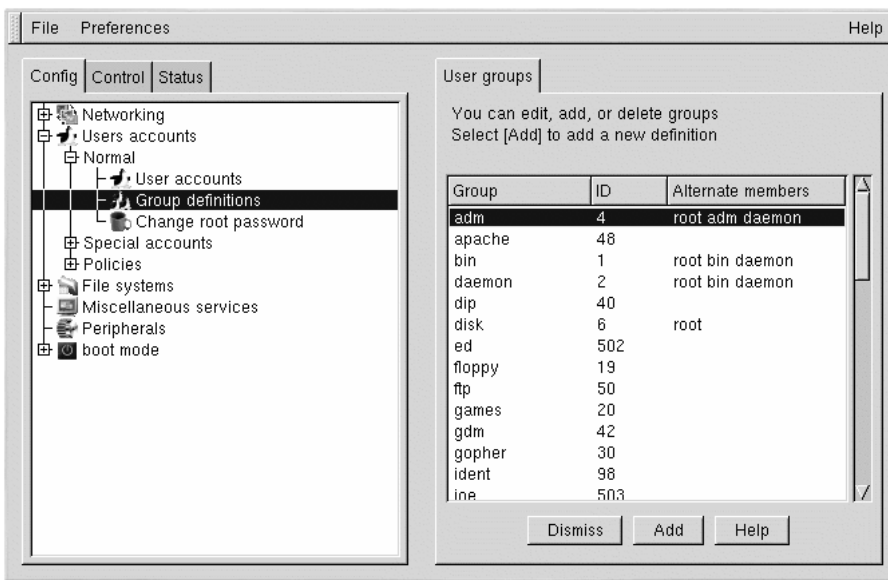 File Preferences Help
Config Control Status
Networking
Users accounts
Normal
User accounts
Group definitions
Change root password
Special accounts
Policies
File systems
Miscellaneous services
Peripherals
boot mode
User groups
You can edit, add, or delete groups
Select [Add] to add a new definition
Group ID Alternate members
adm 4 root adm daemon
apache 48
bin 1 root bin daemon
daemon 2 root bin daemon
dip 40
disk 6 root
ed 502
floppy 19
ftp 50
games 20
gdm 42
gopher 30
ident 98
joe 503
Dismiss Add Help